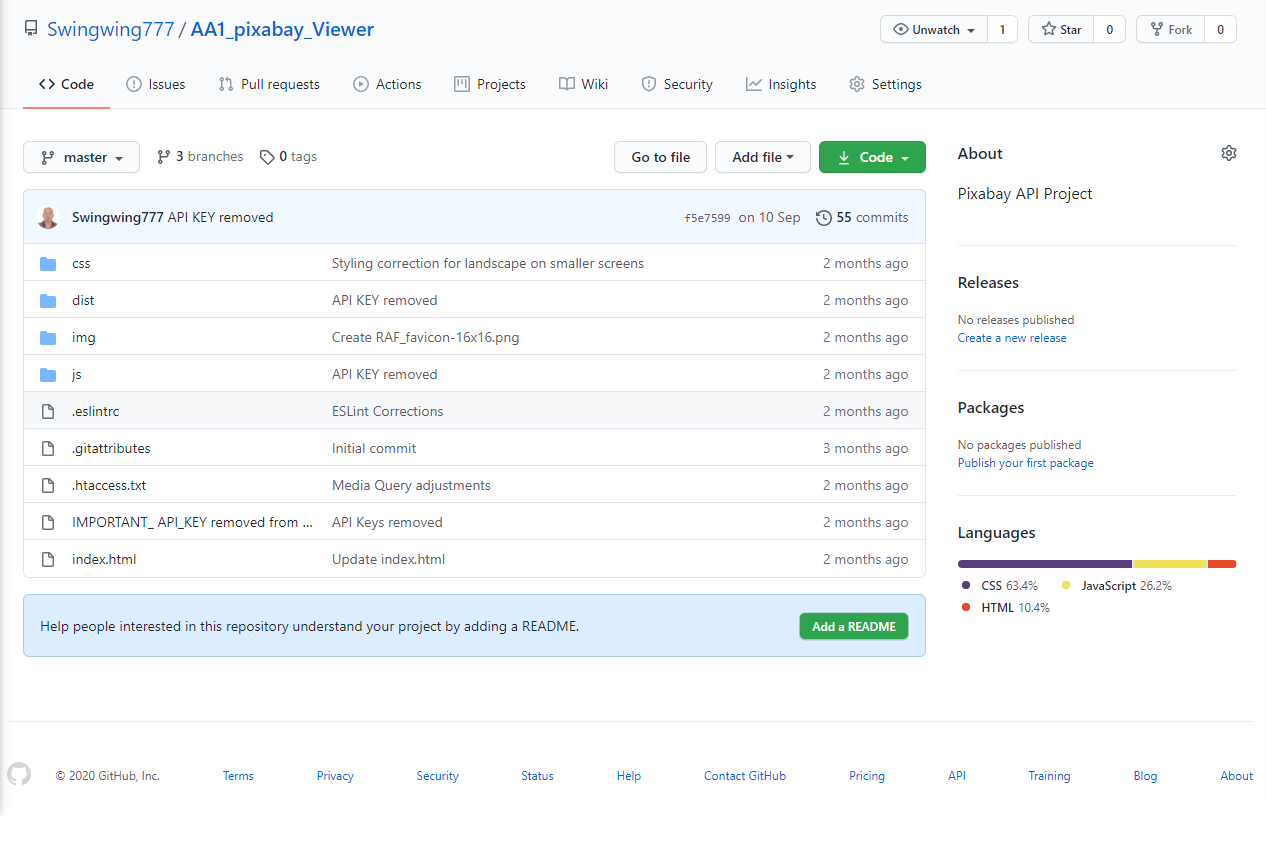 Swingwing777 / AA1_pixabay_Viewer
Unwatch 1 Star 0 Fork 0
Code Issues Pull requests Actions Projects Wiki Security Insights Settings
master 3 branches 0 tags Go to file Add file Code
Swingwing777 API KEY removed f5e7599 on 10 Sep 55 commits
css Styling correction for landscape on smaller screens 2 months ago
dist API KEY removed 2 months ago
img Create RAF_favicon-16x16.png 2 months ago
js API KEY removed 2 months ago
.eslintrc ESLint Corrections 2 months ago
.gitattributes Initial commit 3 months ago
.htaccess.txt Media Query adjustments 2 months ago
IMPORTANT_ API_KEY removed from ... API Keys removed 2 months ago
index.html Update index.html 2 months ago
Help people interested in this repository understand your project by adding a README. Add a README
About
Pixabay API Project
Releases
No releases published
Create a new release
Packages
No packages published
Publish your first package
Languages
CSS 63.4% JavaScript 26.2%
HTML 10.4%
© 2020 GitHub, Inc. Terms Privacy Security Status Help Contact GitHub Pricing API Training Blog About